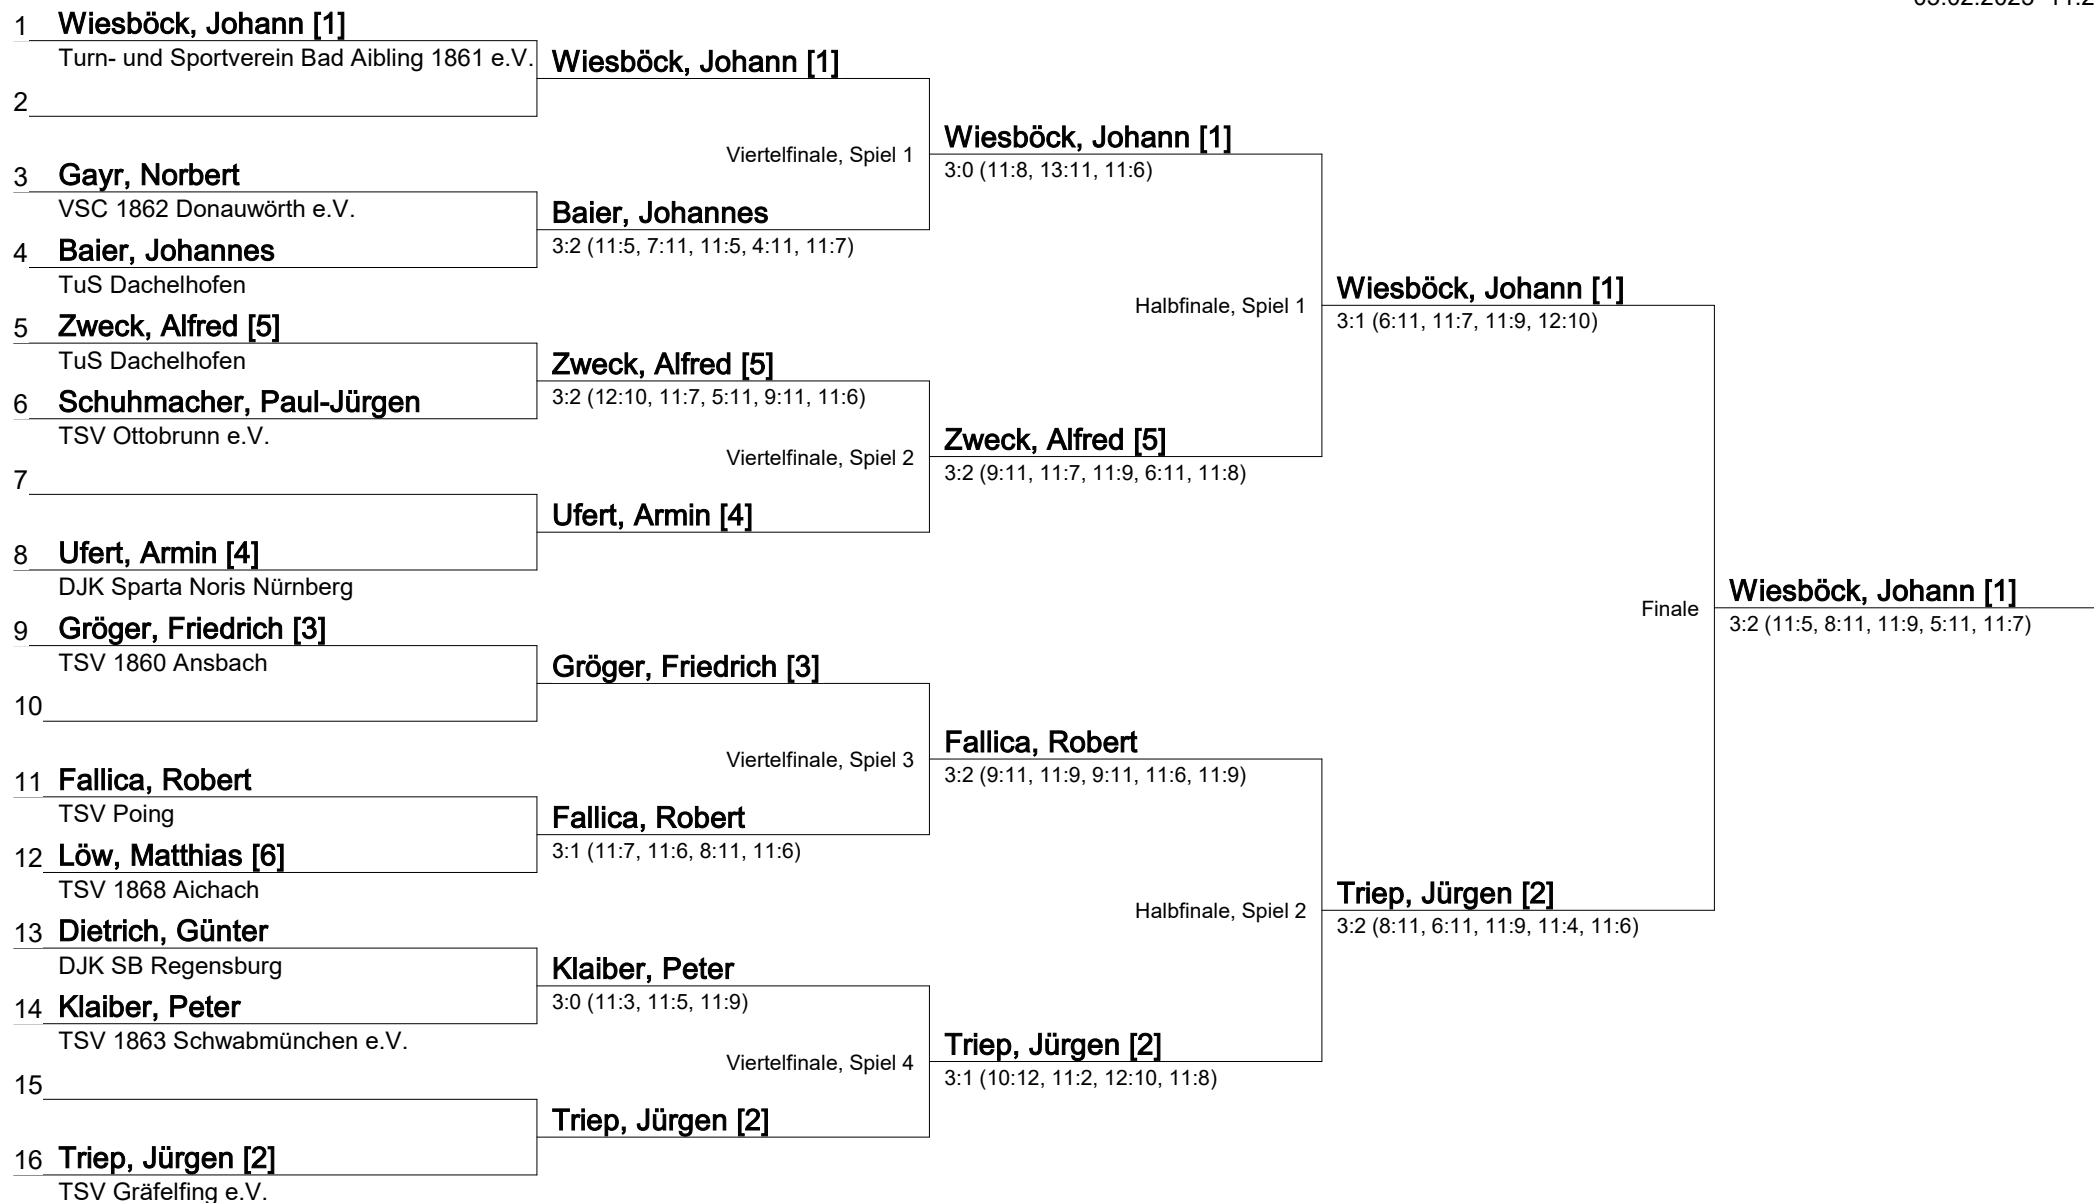 1 Wiesböck, Johann [1]
Turn- und Sportverein Bad Aibling 1861 e.V.
2
3 Gayr, Norbert
VSC 1862 Donauwörth e.V.
4 Baier, Johannes
TuS Dachelhofen
5 Zweck, Alfred [5]
TuS Dachelhofen
6 Schuhmacher, Paul-Jürgen
TSV Ottobrunn e.V.
7
8 Ufert, Armin [4]
DJK Sparta Noris Nürnberg
9 Gröger, Friedrich [3]
TSV 1860 Ansbach
10
11 Fallica, Robert
TSV Poing
12 Löw, Matthias [6]
TSV 1868 Aichach
13 Dietrich, Günter
DJK SB Regensburg
14 Klaiber, Peter
TSV 1863 Schwabmünchen e.V.
15
16 Triep, Jürgen [2]
TSV Gräfelfing e.V.
Wiesböck, Johann [1]
Viertelfinale, Spiel 1
Baier, Johannes
3:2 (11:5, 7:11, 11:5, 4:11, 11:7)
Zweck, Alfred [5]
3:2 (12:10, 11:7, 5:11, 9:11, 11:6)
Viertelfinale, Spiel 2
Ufert, Armin [4]
Gröger, Friedrich [3]
Viertelfinale, Spiel 3
Fallica, Robert
3:1 (11:7, 11:6, 8:11, 11:6)
Klaiber, Peter
3:0 (11:3, 11:5, 11:9)
Viertelfinale, Spiel 4
Triep, Jürgen [2]
Wiesböck, Johann [1]
3:0 (11:8, 13:11, 11:6)
Halbfinale, Spiel 1
Zweck, Alfred [5]
3:2 (9:11, 11:7, 11:9, 6:11, 11:8)
Fallica, Robert
3:2 (9:11, 11:9, 9:11, 11:6, 11:9)
Halbfinale, Spiel 2
Triep, Jürgen [2]
3:1 (10:12, 11:2, 12:10, 11:8)
Wiesböck, Johann [1]
3:1 (6:11, 11:7, 11:9, 12:10)
Finale
Triep, Jürgen [2]
3:2 (8:11, 6:11, 11:9, 11:4, 11:6)
Wiesböck, Johann [1]
3:2 (11:5, 8:11, 11:9, 5:11, 11:7)